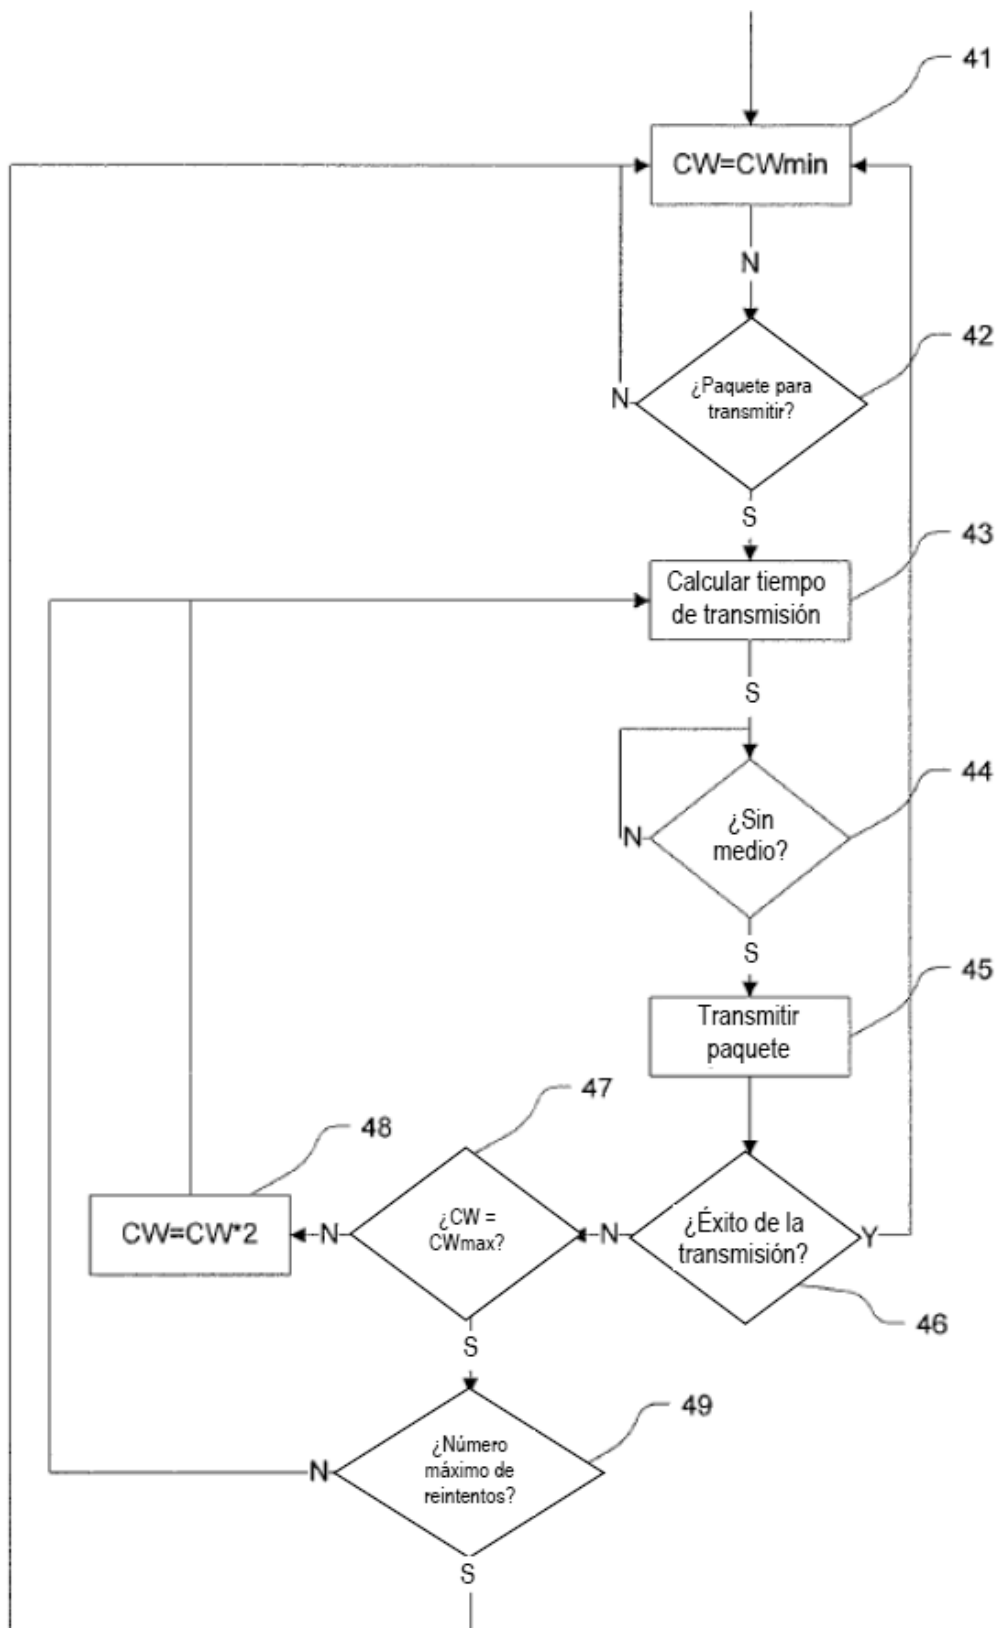 41
CW=CWmin
N
42
¿Paquete para
transmitir?
N
S
43
Calcular tiempo
de transmisión
S
44
¿Sin
medio?
N
S
45
Transmitir
paquete
47
48
CW=CW*2
N
¿CW =
CWmax?
N
¿Éxito de la
transmisión?
Y
46
S
49
¿Número
máximo de
reintentos?
N
S